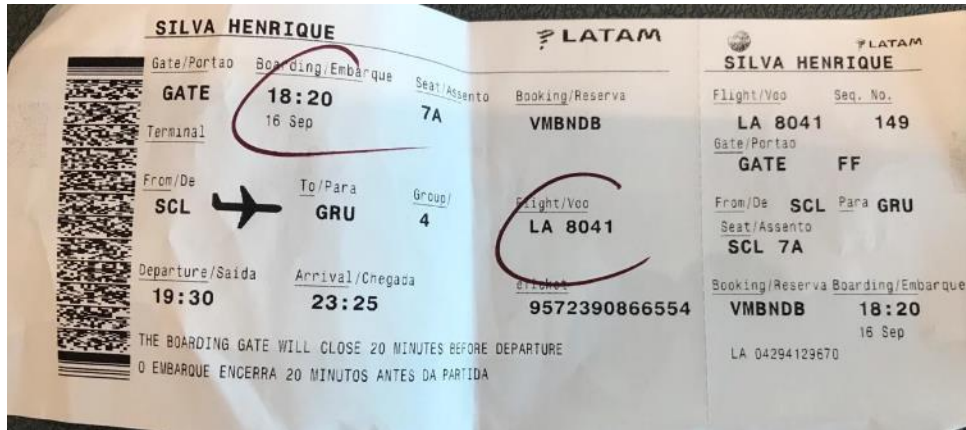 SILVA HENRIQUE
LATAM
LATAM
SILVA HENRIQUE
Gate/Portao Boarding/Embarque Seat/Assento Booking/Reserva Flight/Voo Seq. No.
GATE 18:20 7A VMBNDB LA 8041 149
16 Sep
Terminal
Gate/Portao
GATE FF
From/De To/Para Group/ Flight/Voo From/De SCL Para GRU
SCL GRU 4 LA 8041
Seat/Assento
SCL 7A
Departure/Saida Arrival/Chegada eTicket Booking/Reserva Boarding/Embarque
19:30 23:25 9572390866554 VMBNDB 18:20
16 Sep
THE BOARDING GATE WILL CLOSE 20 MINUTES BEFORE DEPARTURE
LA 04294129670
O EMBARQUE ENCERRA 20 MINUTOS ANTES DA PARTIDA